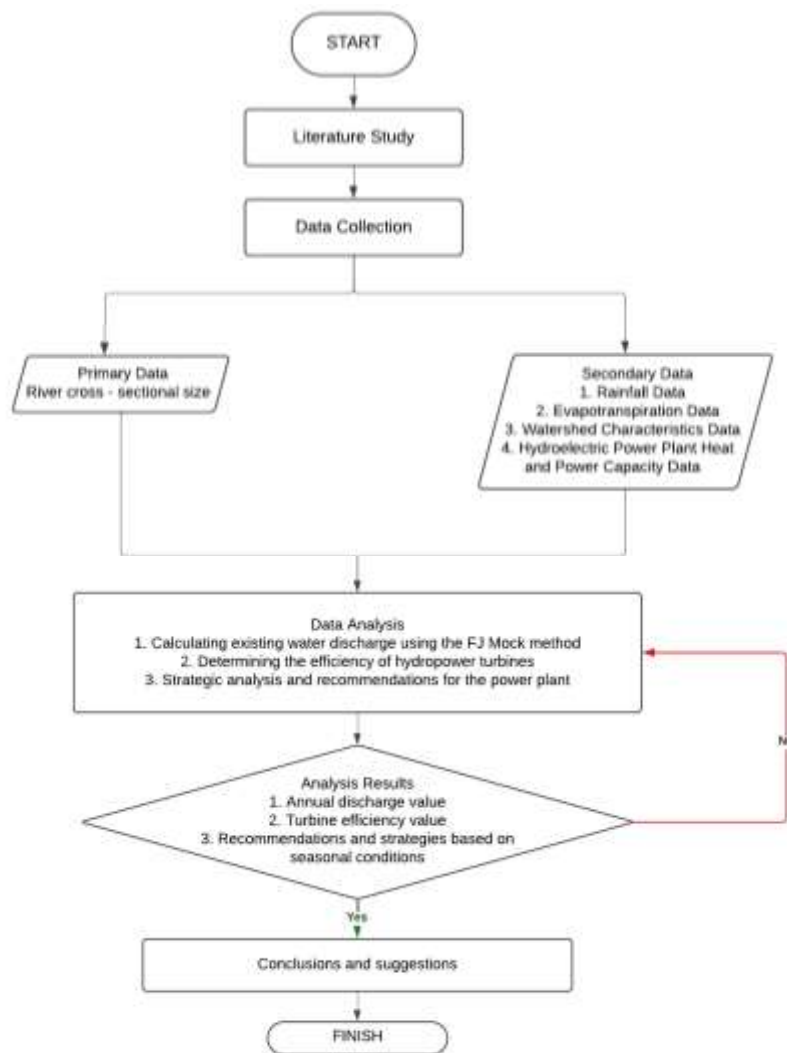 START
Literature Study
Data Collection
Primary Data
River cross - sectional size
Secondary Data
1. Rainfall Data
2. Evapotranspiration Data
3. Watershed Characteristics Data
4. Hydroelectric Power Plant Heat
and Power Capacity Data
Data Analysis
1. Calculating existing water discharge using the FJ Mock method
2. Determining the efficiency of hydropower turbines
3. Strategic analysis and recommendations for the power plant
Analysis Results
1. Annual discharge value
2. Turbine efficiency value
3. Recommendations and strategies based on
seasonal conditions
Yes
Conclusions and suggestions
FINISH